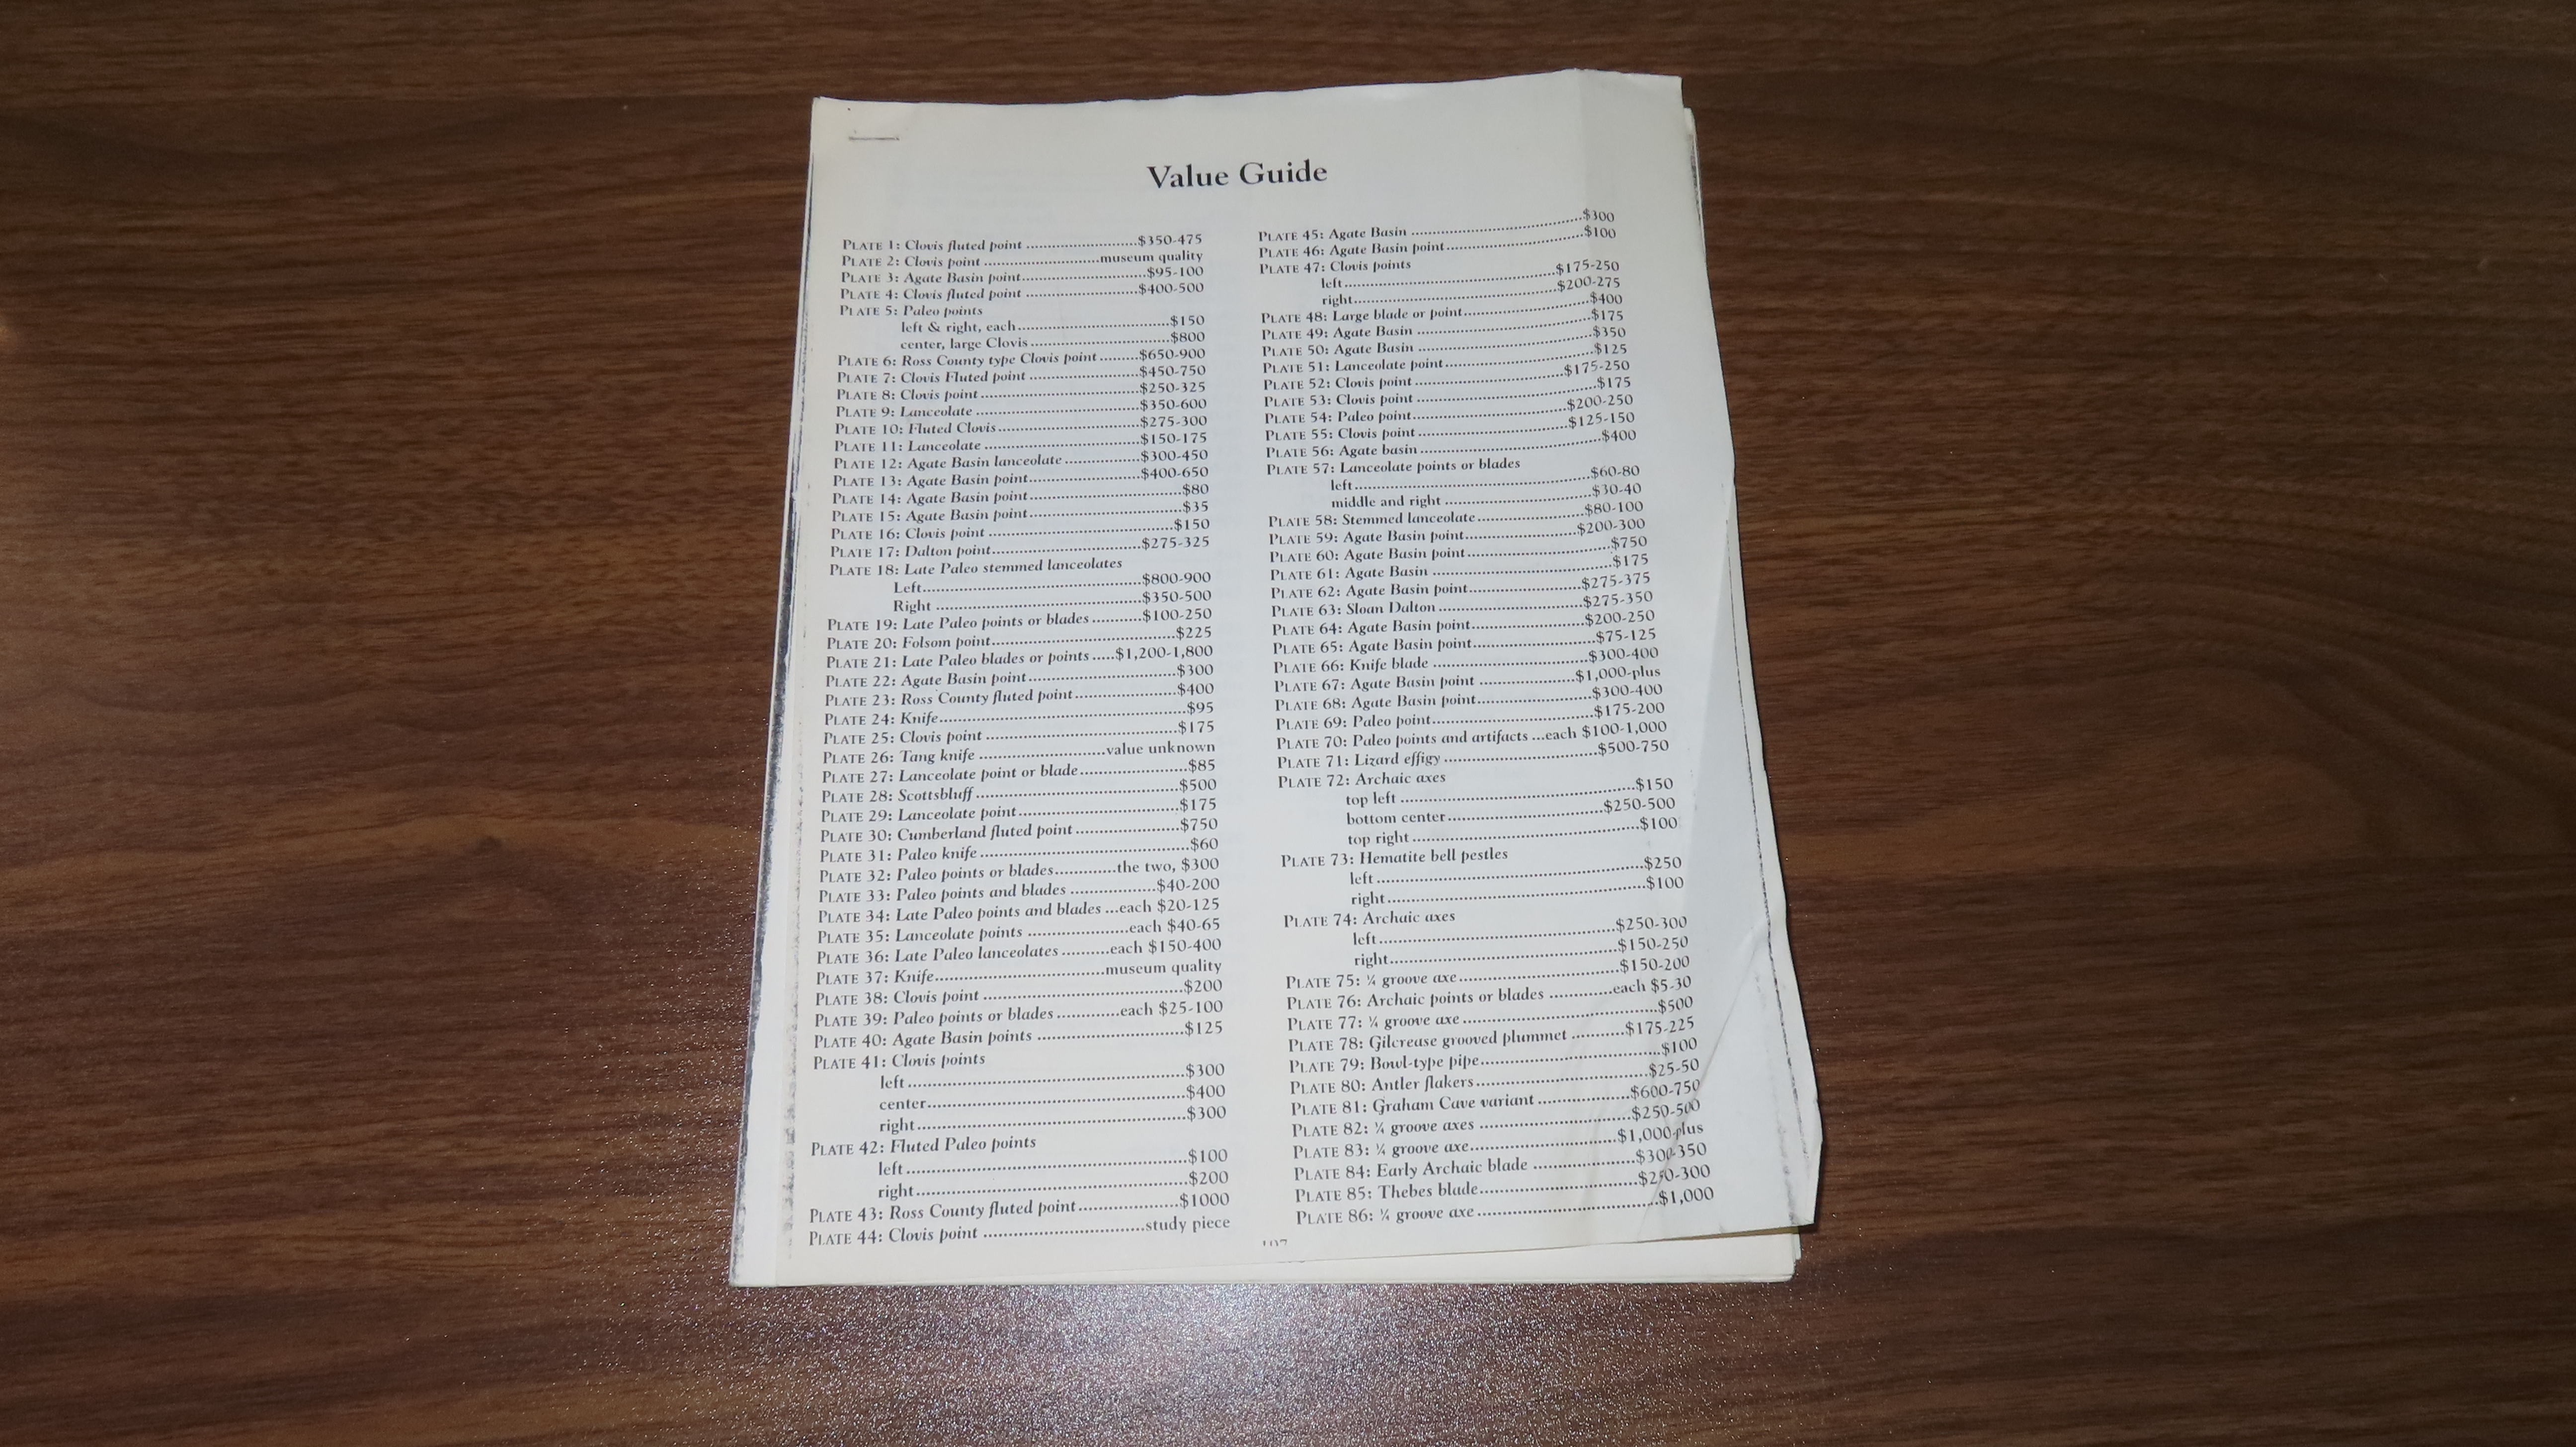 Value Guide
PLATE 1: Clovis fluted point ..........................$350-475
PLATE 2: Clovis point ..........................museum quality
PLATE 3: Agate Basin point..........................$95-100
PLATE 4: Clovis fluted point ..........................$400-500
PLATE 5: Paleo points
left & right, each..........................$150
center, large Clovis ..........................$800
PLATE 6: Ross County type Clovis point .........$650-900
PLATE 7: Clovis Fluted point ..........................$450-750
PLATE 8: Clovis point ..........................$250-325
PLATE 9: Lanceolate ..........................$350-600
PLATE 10: Fluted Clovis..........................$275-300
PLATE 11: Lanceolate ..........................$150-175
PLATE 12: Agate Basin lanceolate ..................$300-450
PLATE 13: Agate Basin point..........................$400-650
PLATE 14: Agate Basin point..........................$80
PLATE 15: Agate Basin point..........................$35
PLATE 16: Clovis point ..........................$150
PLATE 17: Dalton point..........................$275-325
PLATE 18: Late Paleo stemmed lanceolates
Left..........................$800-900
Right ..........................$350-500
PLATE 19: Late Paleo points or blades ..........$100-250
PLATE 20: Folsom point..........................$225
PLATE 21: Late Paleo blades or points .....$1,200-1,800
PLATE 22: Agate Basin point..........................$300
PLATE 23: Ross County fluted point ..........................$400
PLATE 24: Knife..........................$95
PLATE 25: Clovis point ..........................$175
PLATE 26: Tang knife ..........................value unknown
PLATE 27: Lanceolate point or blade..........................$85
PLATE 28: Scottsbluff ..........................$500
PLATE 29: Lanceolate point ..........................$175
PLATE 30: Cumberland fluted point ..........................$750
PLATE 31: Paleo knife ..........................$60
PLATE 32: Paleo points or blades.............the two, $300
PLATE 33: Paleo points and blades ..................$40-200
PLATE 34: Late Paleo points and blades ...each $20-125
PLATE 35: Lanceolate points .....................each $40-65
PLATE 36: Late Paleo lanceolates ..........each $150-400
PLATE 37: Knife..........................museum quality
PLATE 38: Clovis point ..........................$200
PLATE 39: Paleo points or blades .............each $25-100
PLATE 40: Agate Basin points ..........................$125
PLATE 41: Clovis points
left ..........................$300
center..........................$400
right..........................$300
PLATE 42: Fluted Paleo points
left ..........................$100
right..........................$200
PLATE 43: Ross County fluted point ..........................$1000
PLATE 44: Clovis point ..........................study piece
PLATE 45: Agate Basin ..........................$300
PLATE 46: Agate Basin point..........................$100
PLATE 47: Clovis points
left..........................$175-250
right..........................$200-275
PLATE 48: Large blade or point..........................$400
PLATE 49: Agate Basin ..........................$175
PLATE 50: Agate Basin ..........................$350
PLATE 51: Lanceolate point..........................$125
PLATE 52: Clovis point ..........................$175-250
PLATE 53: Clovis point ..........................$175
PLATE 54: Paleo point..........................$200-250
PLATE 55: Clovis point ..........................$125-150
PLATE 56: Agate basin ..........................$400
PLATE 57: Lanceolate points or blades
left..........................$60-80
middle and right ..........................$30-40
PLATE 58: Stemmed lanceolate..........................$80-100
PLATE 59: Agate Basin point..........................$200-300
PLATE 60: Agate Basin point..........................$750
PLATE 61: Agate Basin ..........................$175
PLATE 62: Agate Basin point..........................$275-375
PLATE 63: Sloan Dalton ..........................$275-350
PLATE 64: Agate Basin point..........................$200-250
PLATE 65: Agate Basin point..........................$75-125
PLATE 66: Knife blade ..........................$300-400
PLATE 67: Agate Basin point ....................$1,000-plus
PLATE 68: Agate Basin point..........................$300-400
PLATE 69: Paleo point..........................$175-200
PLATE 70: Paleo points and artifacts ...each $100-1,000
PLATE 71: Lizard effigy ..........................$500-750
PLATE 72: Archaic axes
top left ..........................$150
bottom center..........................$250-500
top right ..........................$100
PLATE 73: Hematite bell pestles
left ..........................$250
right..........................$100
PLATE 74: Archaic axes
left..........................$250-300
right..........................$150-250
PLATE 75: ¼ groove axe..........................$150-200
PLATE 76: Archaic points or blades .............each $5-30
PLATE 77: ¼ groove axe ..........................$500
PLATE 78: Gilcrease grooved plummet ..........$175-225
PLATE 79: Bowl-type pipe..........................$100
PLATE 80: Antler flakers..........................$25-50
PLATE 81: Graham Cave variant ..................$600-750
PLATE 82: ¼ groove axes ..........................$250-500
PLATE 83: ¼ groove axe..........................$1,000-plus
PLATE 84: Early Archaic blade ..................$300-350
PLATE 85: Thebes blade..........................
PLATE 86: ¼ groove axe ..........................$1,000